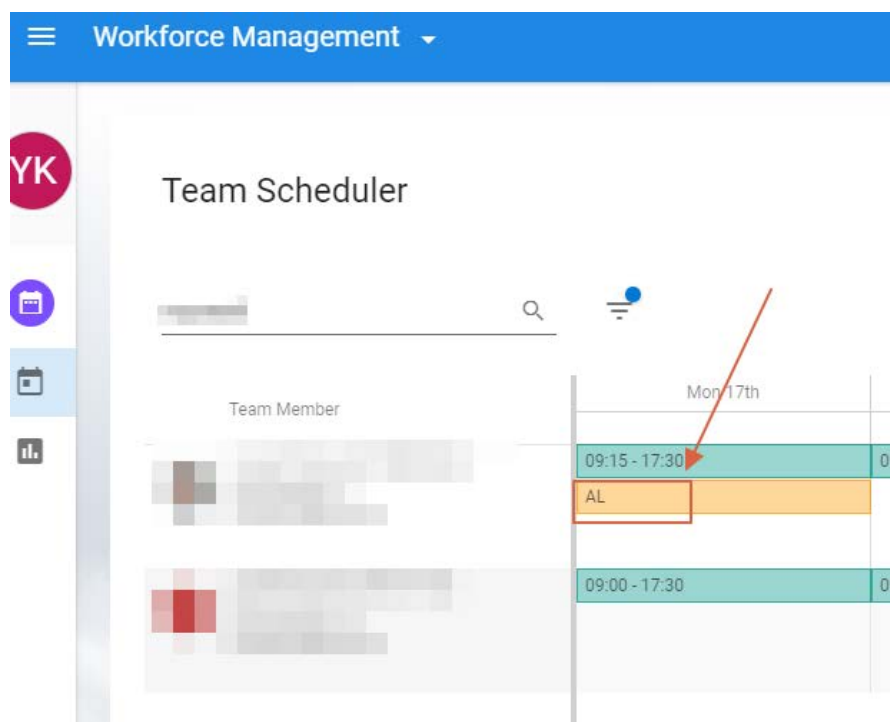 Workforce Management
YK
Team Scheduler
Mon 17th
Team Member
09:15 - 17:30
AL
09:00 - 17:30